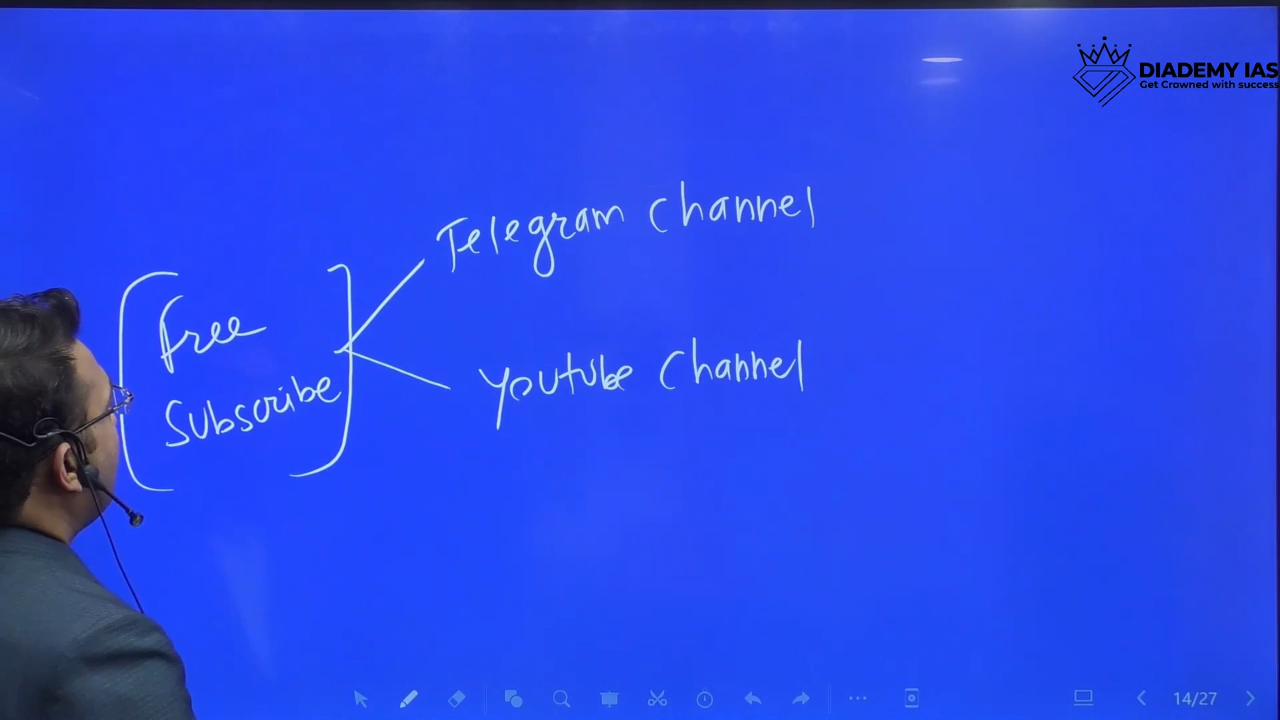 DIADEMY IAS
Get Crowned with success
Telegram channel
Free
Subscribe
Youtube channel
14/27